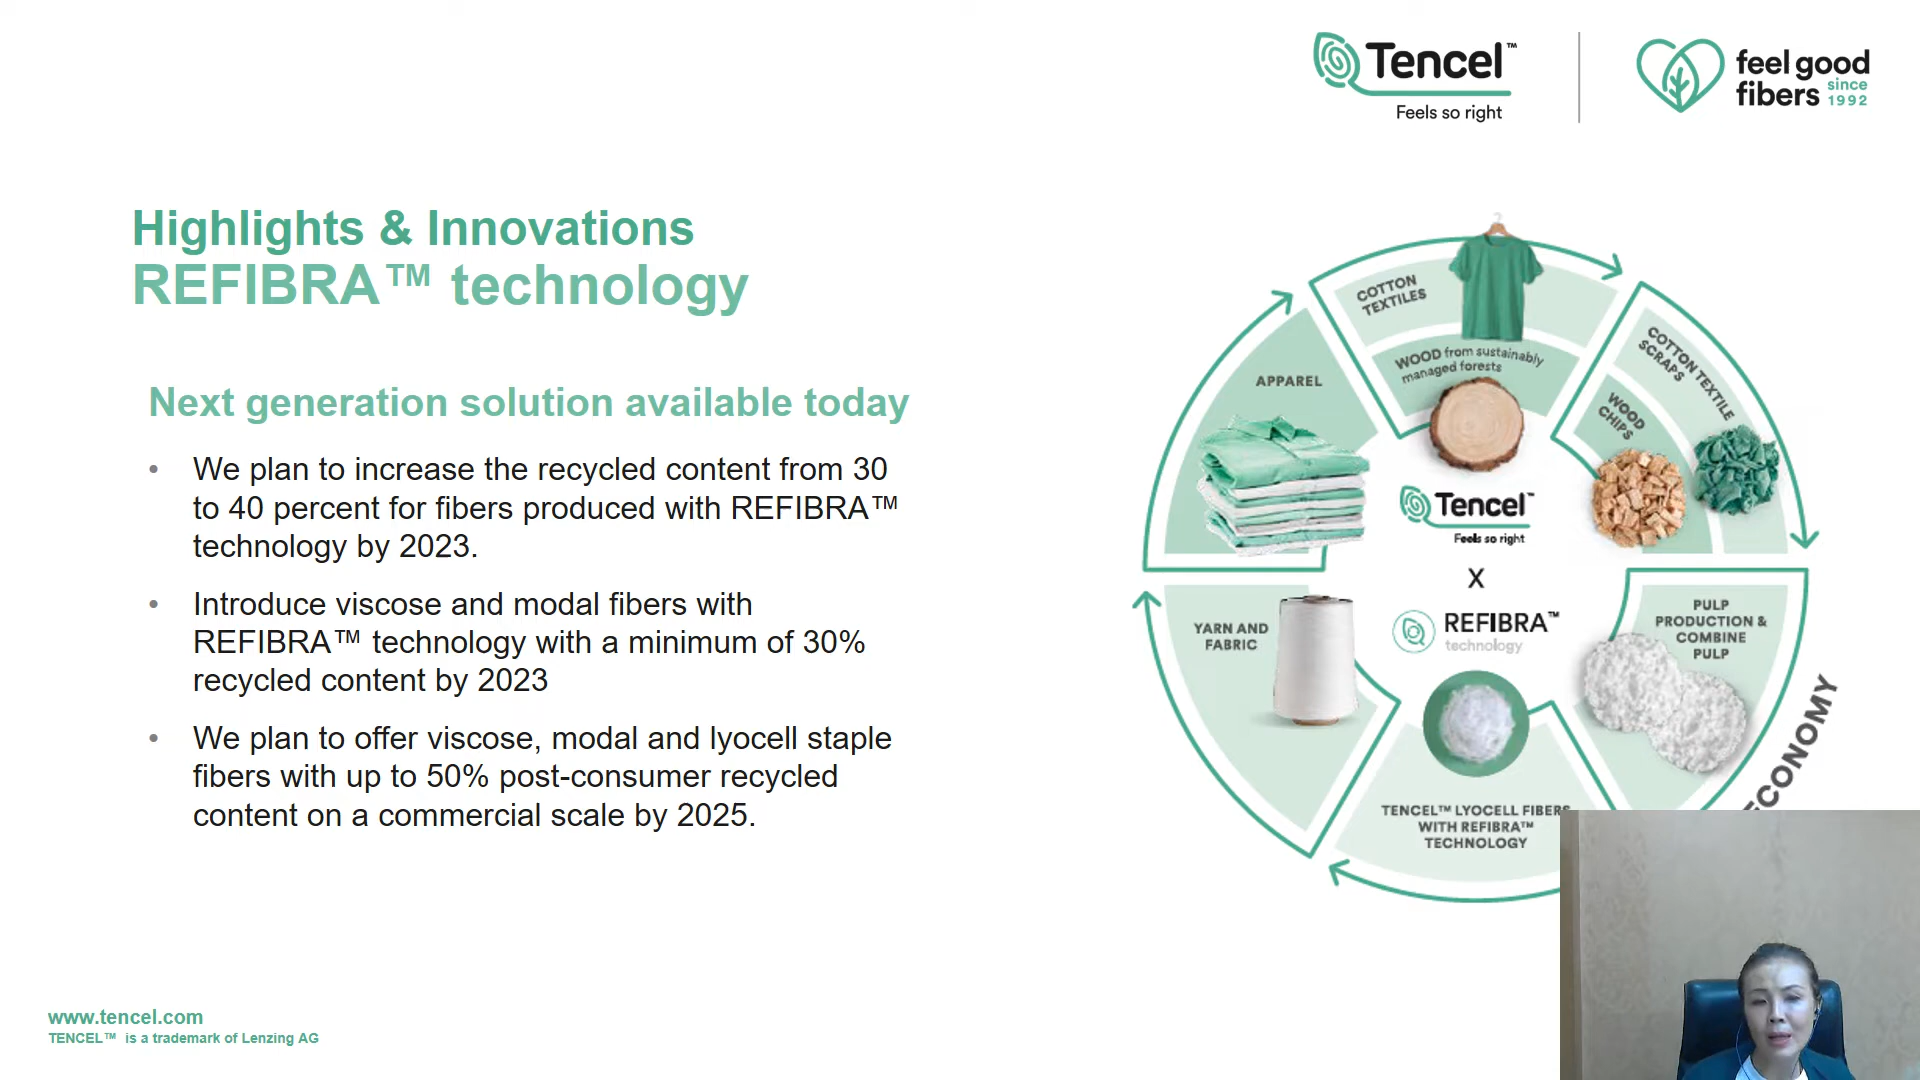 Tencel™
Feels so right
feel good
fibers since
1992
Highlights & Innovations
REFIBRA™ technology
Next generation solution available today
• We plan to increase the recycled content from 30
to 40 percent for fibers produced with REFIBRA™
technology by 2023.
• Introduce viscose and modal fibers with
REFIBRA™ technology with a minimum of 30%
recycled content by 2023
• We plan to offer viscose, modal and lyocell staple
fibers with up to 50% post-consumer recycled
content on a commercial scale by 2025.
COTTON
TEXTILES
WOOD from sustainably
managed forests
COTTON TEXTILE
SCRAPS
WOOD
CHIPS
APPAREL
Tencel™
Feels so right
X
REFIBRA™
technology
PULP
PRODUCTION &
COMBINE
PULP
YARN AND
FABRIC
TENCEL™ LYOCELL FIBERS
WITH REFIBRA™
TECHNOLOGY
ECONOMY
www.tencel.com
TENCEL™ is a trademark of Lenzing AG